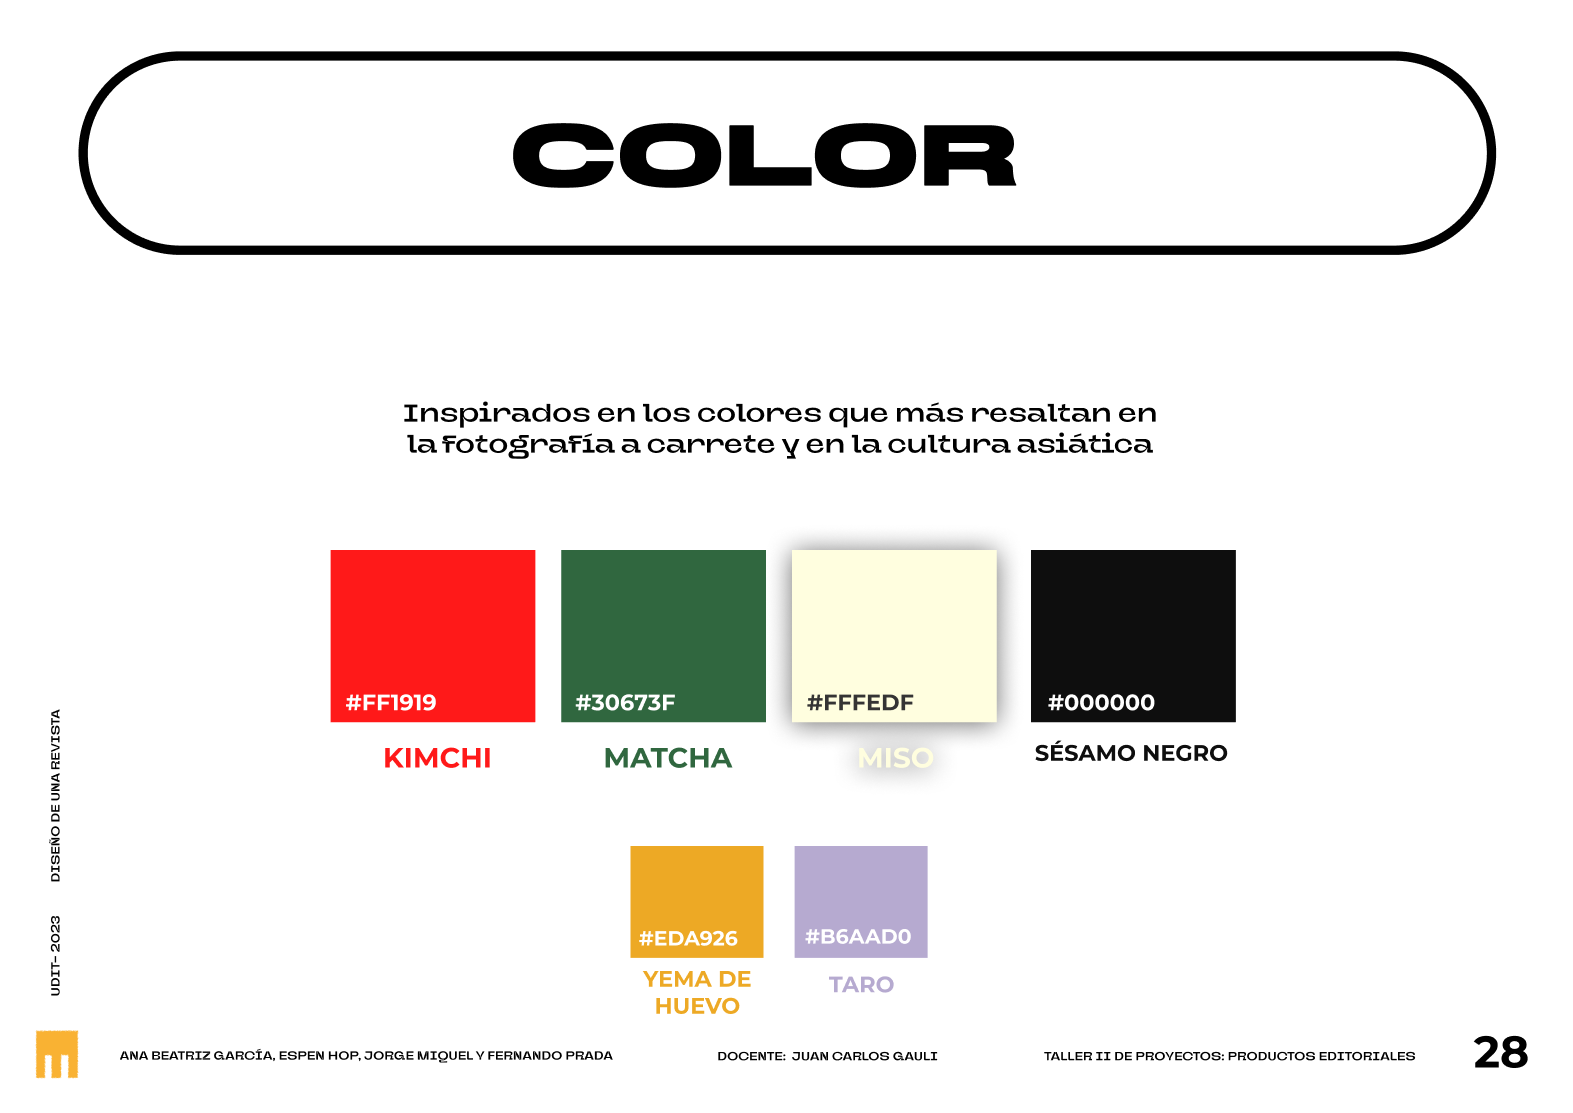 COLOR
Inspirados en los colores que más resaltan en
la fotografía a carrete y en la cultura asiática
#FF1919
#30673F
#FFFEDF
#000000
KIMCHI
MATCHA
MISO
SÉSAMO NEGRO
#EDA926
#B6AAD0
YEMA DE
HUEVO
TARO
UDIT- 2023 DISEÑO DE UNA REVISTA
ANA BEATRIZ GARCÍA, ESPEN HOP, JORGE MIQUEL Y FERNANDO PRADA
DOCENTE: JUAN CARLOS GAULI
TALLER II DE PROYECTOS: PRODUCTOS EDITORIALES
28